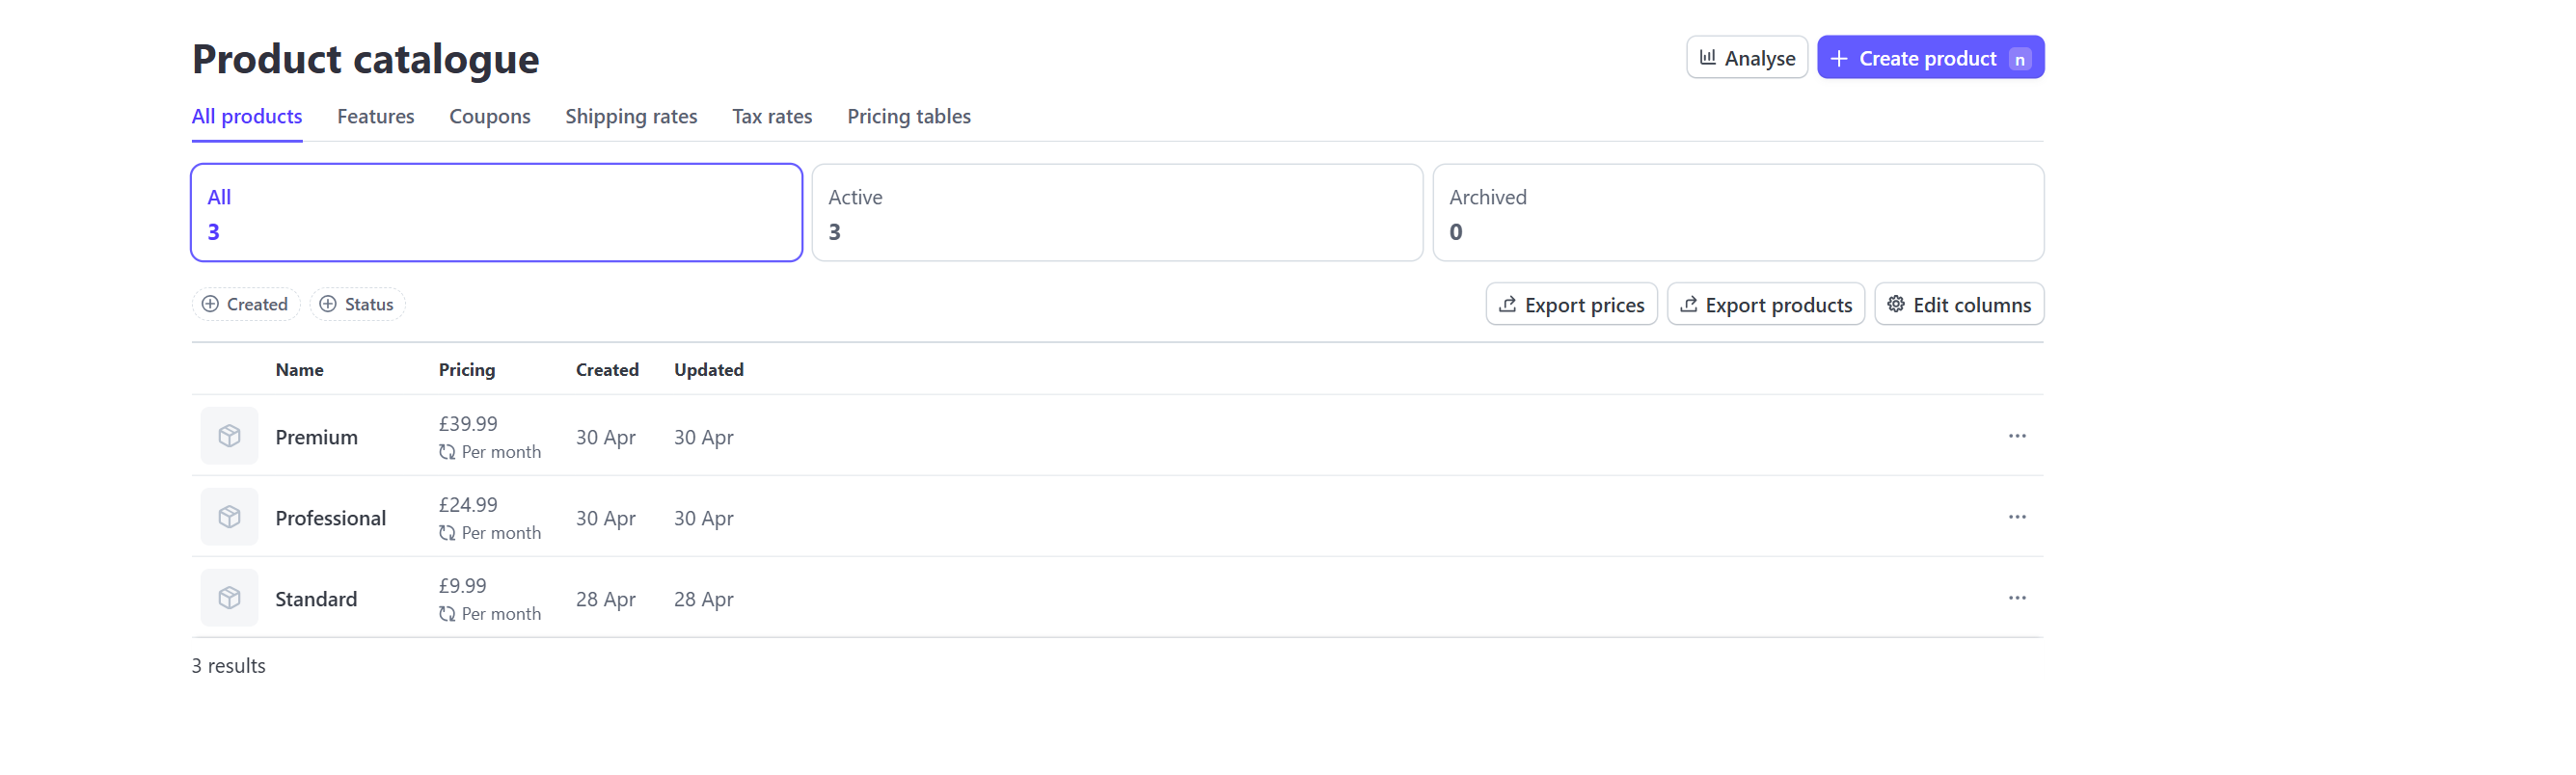 Product catalogue
Analyse
Create product n
All products Features Coupons Shipping rates Tax rates Pricing tables
All
3
Active
3
Archived
0
Created Status
Export prices Export products Edit columns
Name Pricing Created Updated
Premium £39.99 Per month 30 Apr 30 Apr
Professional £24.99 Per month 30 Apr 30 Apr
Standard £9.99 Per month 28 Apr 28 Apr
3 results